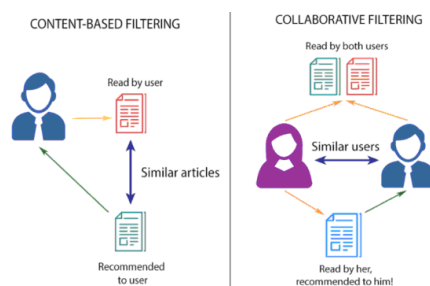 CONTENT-BASED FILTERING
Read by user
Similar articles
Recommended
to user
COLLABORATIVE FILTERING
Read by both users
Similar users
Read by her,
recommended to him!